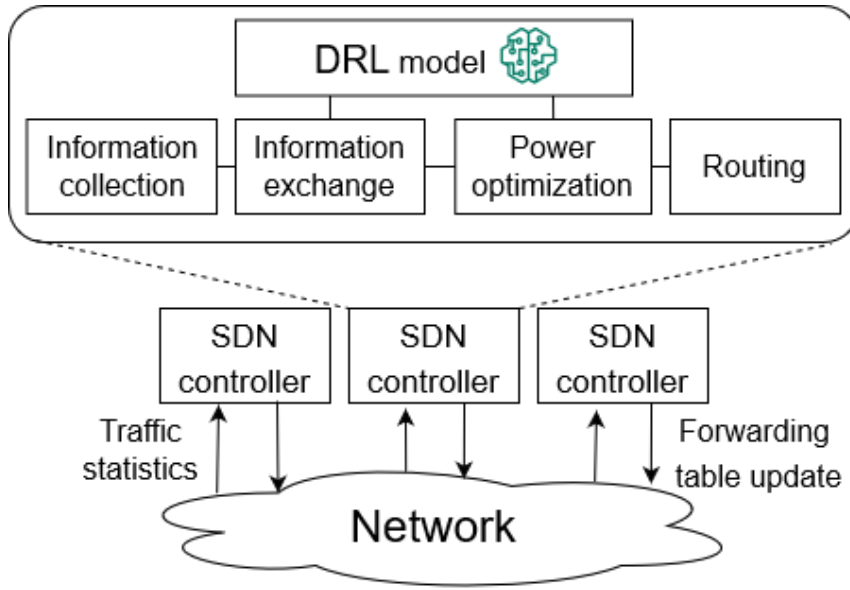 DRL model
Information
collection
Information
exchange
Power
optimization
Routing
SDN
controller
SDN
controller
SDN
controller
Traffic
statistics
Forwarding
table update
Network